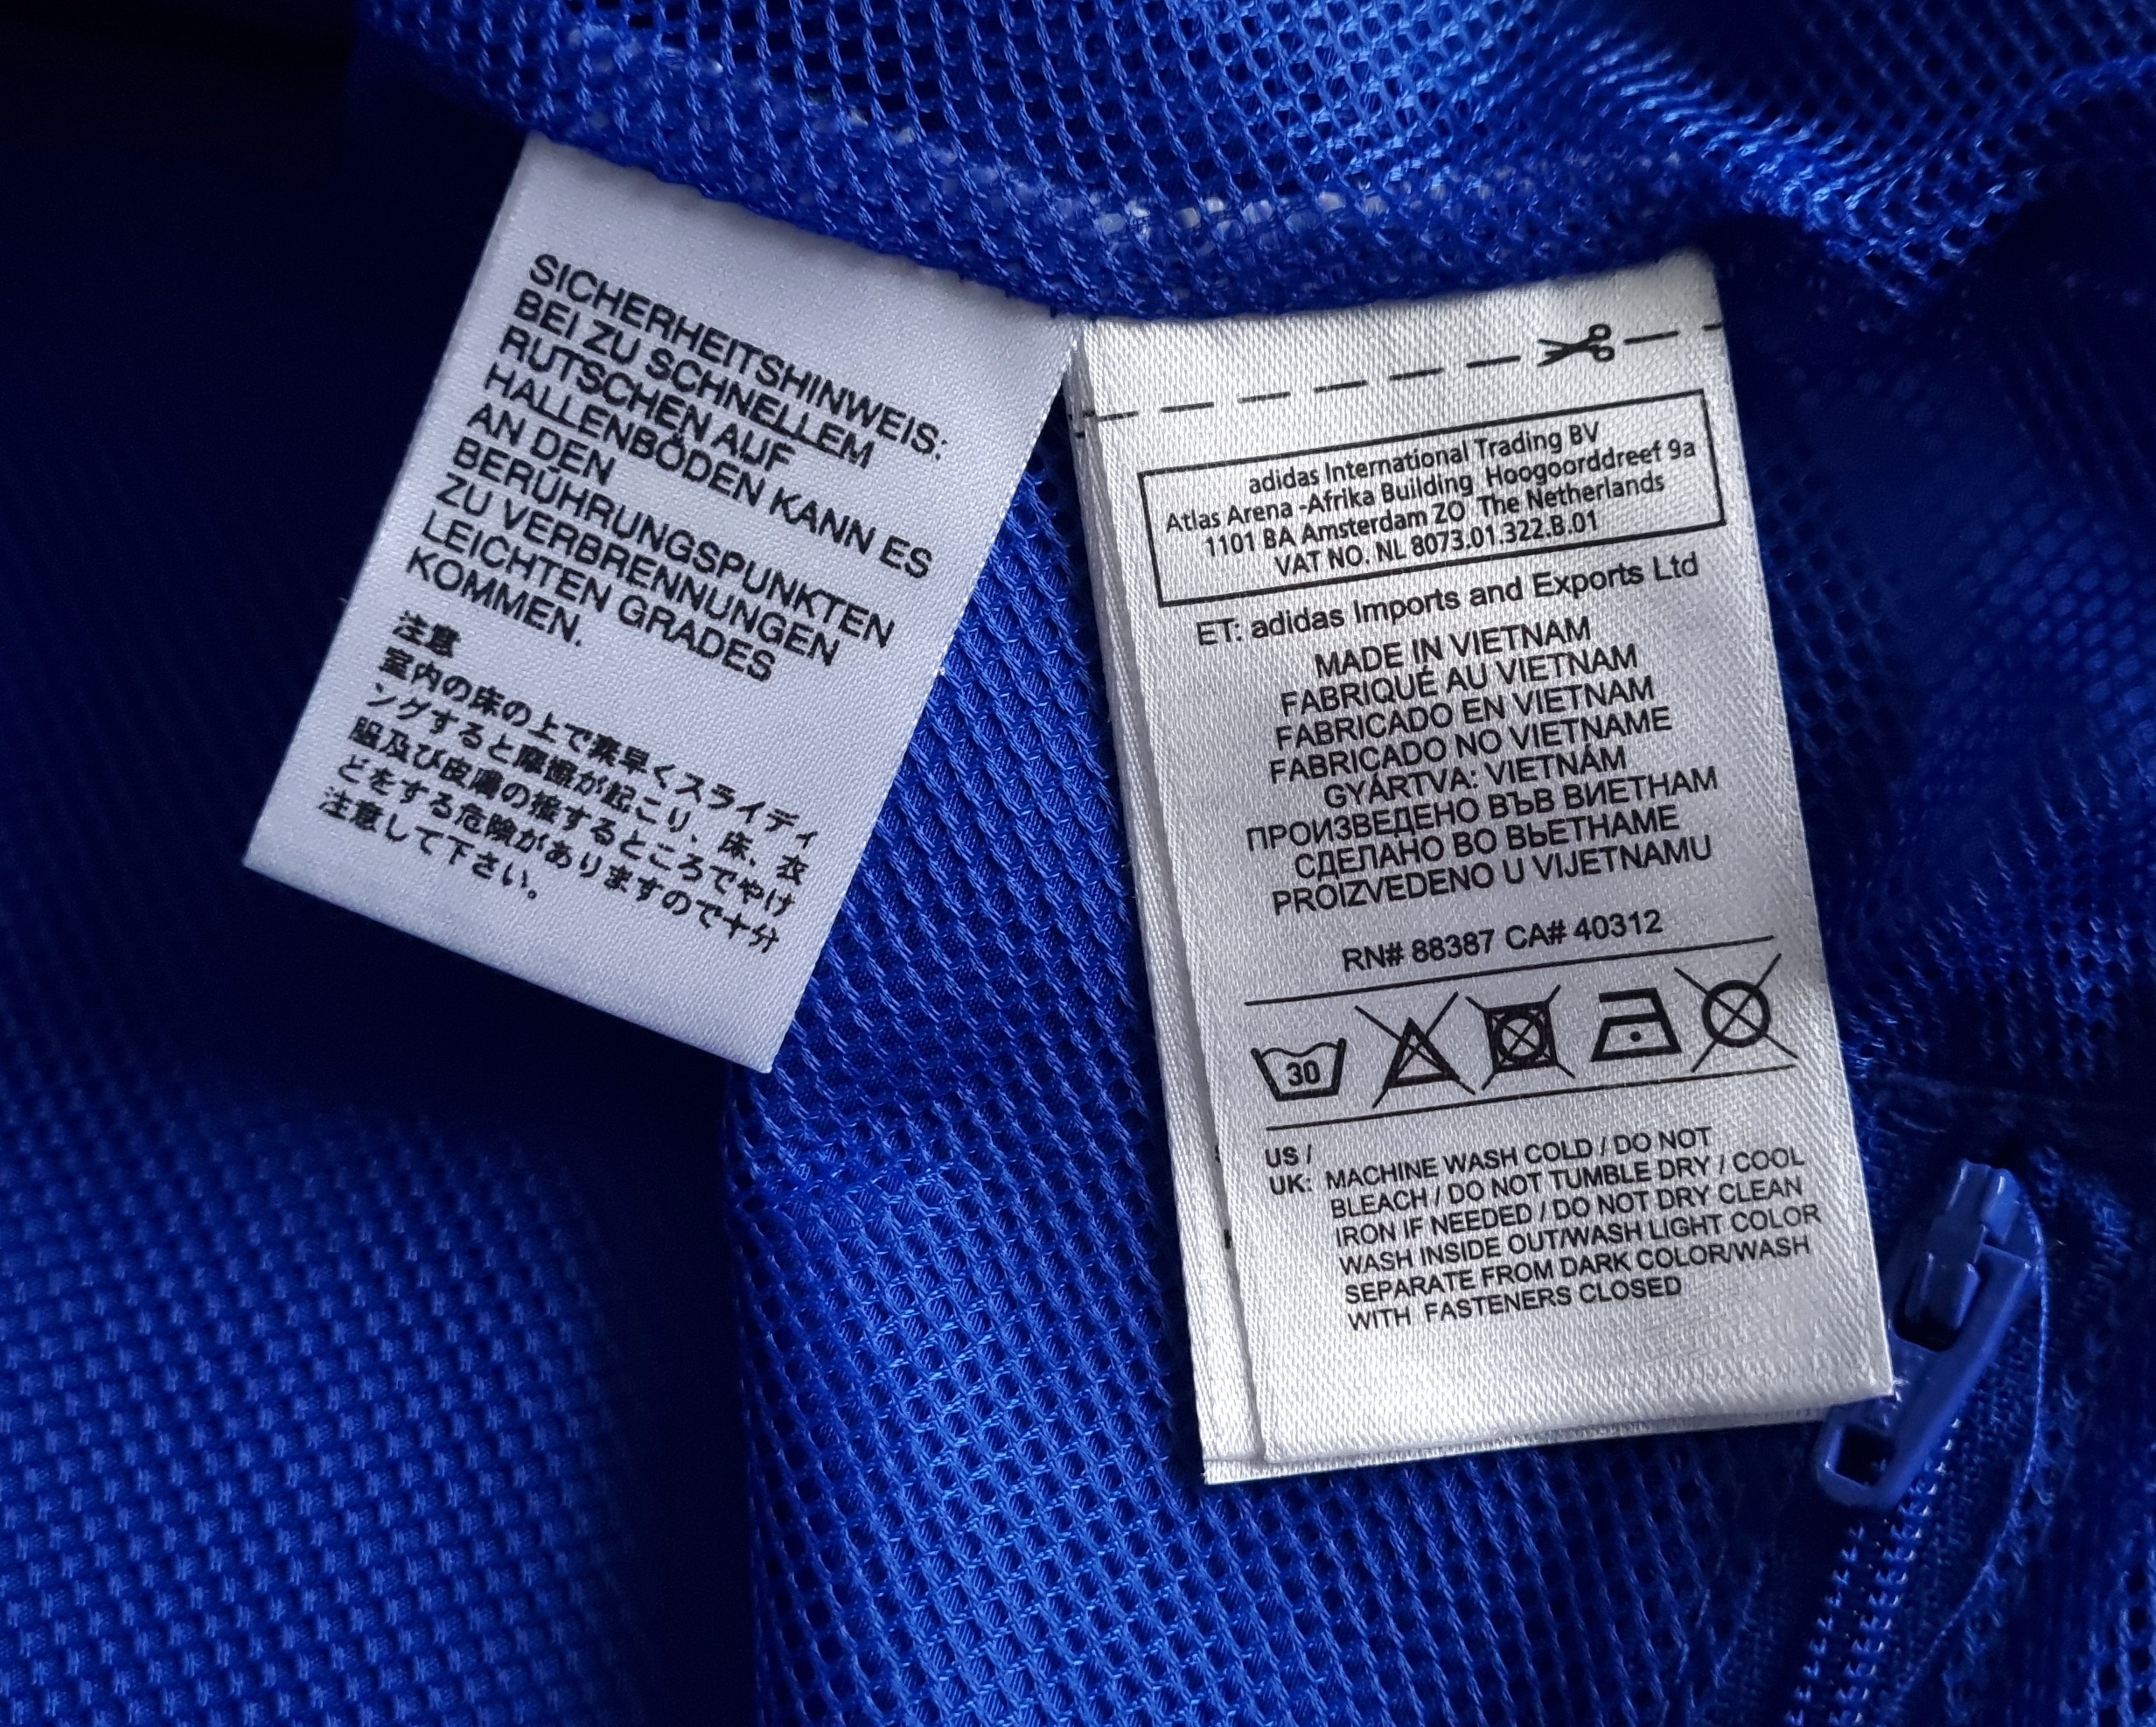 SICHERHEITSHINWEIS:
BEI ZU SCHNELLEM
RUTSCHEN AUF
HALLENBÖDEN KANN ES
AN DEN
BERÜHRUNGSPUNKTEN
ZU VERBRENNUNGEN
LEICHTEN GRADES
KOMMEN.
注意
室内の床の上で素早くスライディ
ングすると摩擦が起こり、床、衣
服及び皮膚の擦するところでやけ
どをする危険がありますので十分
注意して下さい。
adidas International Trading BV
Atlas Arena -Afrika Building Hoogoorddreef 9a
1101 BA Amsterdam ZO The Netherlands
VAT NO. NL 8073.01.322.B.01
ET: adidas Imports and Exports Ltd
MADE IN VIETNAM
FABRIQUÉ AU VIETNAM
FABRICADO EN VIETNAM
FABRICADO NO VIETNAME
GYÁRTVA: VIETNÁM
ПРОИЗВЕДЕНО ВЪВ ВИЕТНАМ
СДЕЛАНО ВО ВЬЕТНАМЕ
PROIZVEDENO U VIJETNAMU
RN# 88387 CA# 40312
30
US /
UK: MACHINE WASH COLD / DO NOT
BLEACH / DO NOT TUMBLE DRY / COOL
IRON IF NEEDED / DO NOT DRY CLEAN
WASH INSIDE OUT/WASH LIGHT COLOR
SEPARATE FROM DARK COLOR/WASH
WITH FASTENERS CLOSED